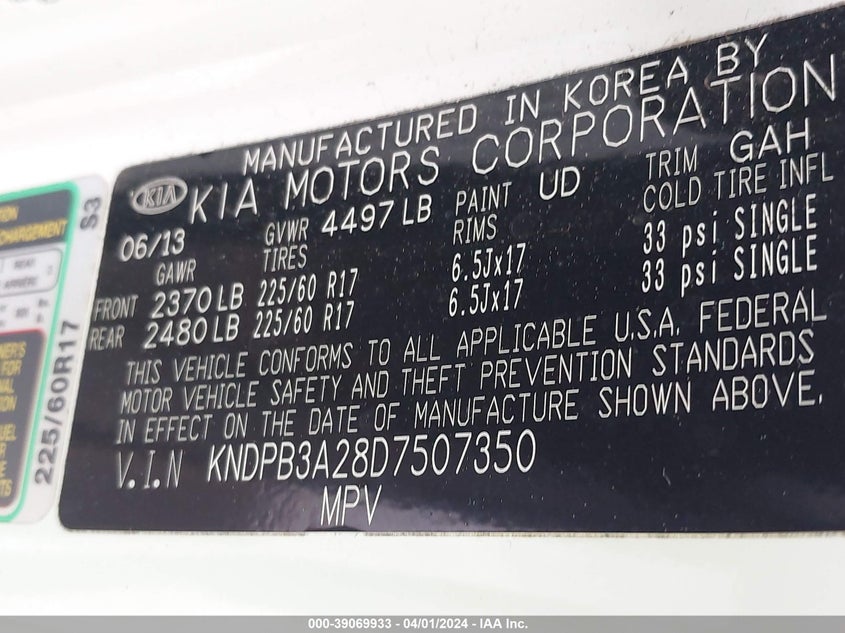 MANUFACTURED IN KOREA BY
KIA KIA MOTORS CORPORATION
06/13 GVWR 4497 LB PAINT UD TRIM GAH
GAWR TIRES RIMS COLD TIRE INFL
FRONT 2370 LB 225/60 R17 6.5Jx17 33 psi SINGLE
REAR 2480 LB 225/60 R17 6.5Jx17 33 psi SINGLE
THIS VEHICLE CONFORMS TO ALL APPLICABLE U.S.A. FEDERAL
MOTOR VEHICLE SAFETY AND THEFT PREVENTION STANDARDS
IN EFFECT ON THE DATE OF MANUFACTURE SHOWN ABOVE.
V.I.N KNDPB3A28D7507350
MPV
225/60R17 S3
REAR
000-39069933 - 04/01/2024 - IAA, Inc.